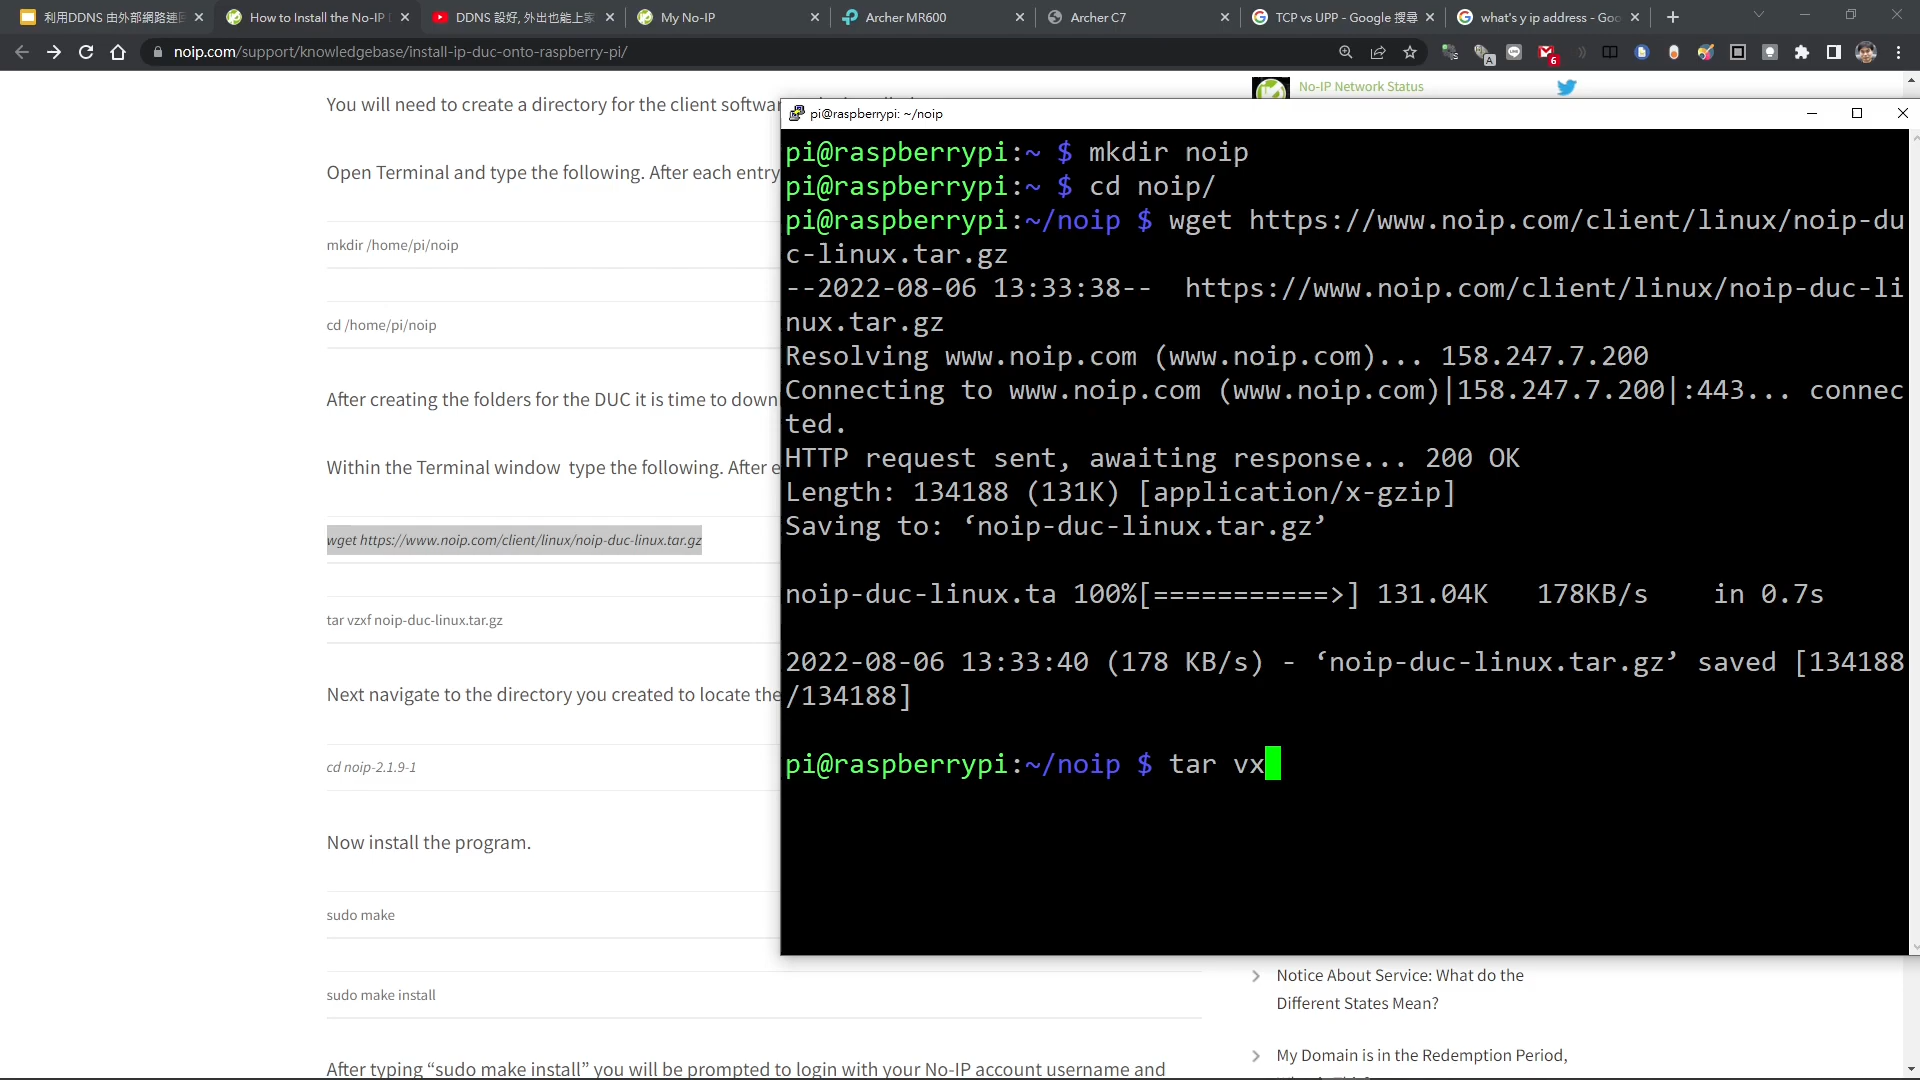 利用DDNS 由外部網路連回
How to Install the No-IP D
DDNS 設好, 外出也能上家
My No-IP
Archer MR600
Archer C7
TCP vs UPP - Google 搜尋
what's y ip address - Goo
noip.com/support/knowledgebase/install-ip-duc-onto-raspberry-pi/
A
6
You will need to create a directory for the client softwar
Open Terminal and type the following. After each entry
mkdir /home/pi/noip
cd /home/pi/noip
After creating the folders for the DUC it is time to down
Within the Terminal window  type the following. After e
wget https://www.noip.com/client/linux/noip-duc-linux.tar.gz
tar vzxf noip-duc-linux.tar.gz
Next navigate to the directory you created to locate the
cd noip-2.1.9-1
Now install the program.
sudo make
sudo make install
After typing “sudo make install” you will be prompted to login with your No-IP account username and
No-IP Network Status
pi@raspberrypi: ~/noip
pi@raspberrypi:~ $ mkdir noip
pi@raspberrypi:~ $ cd noip/
pi@raspberrypi:~/noip $ wget https://www.noip.com/client/linux/noip-du
c-linux.tar.gz
--2022-08-06 13:33:38--  https://www.noip.com/client/linux/noip-duc-li
nux.tar.gz
Resolving www.noip.com (www.noip.com)... 158.247.7.200
Connecting to www.noip.com (www.noip.com)|158.247.7.200|:443... connec
ted.
HTTP request sent, awaiting response... 200 OK
Length: 134188 (131K) [application/x-gzip]
Saving to: ‘noip-duc-linux.tar.gz’
noip-duc-linux.ta 100%[===========>] 131.04K   178KB/s    in 0.7s
2022-08-06 13:33:40 (178 KB/s) - ‘noip-duc-linux.tar.gz’ saved [134188
/134188]
pi@raspberrypi:~/noip $ tar vx
Notice About Service: What do the
Different States Mean?
My Domain is in the Redemption Period,